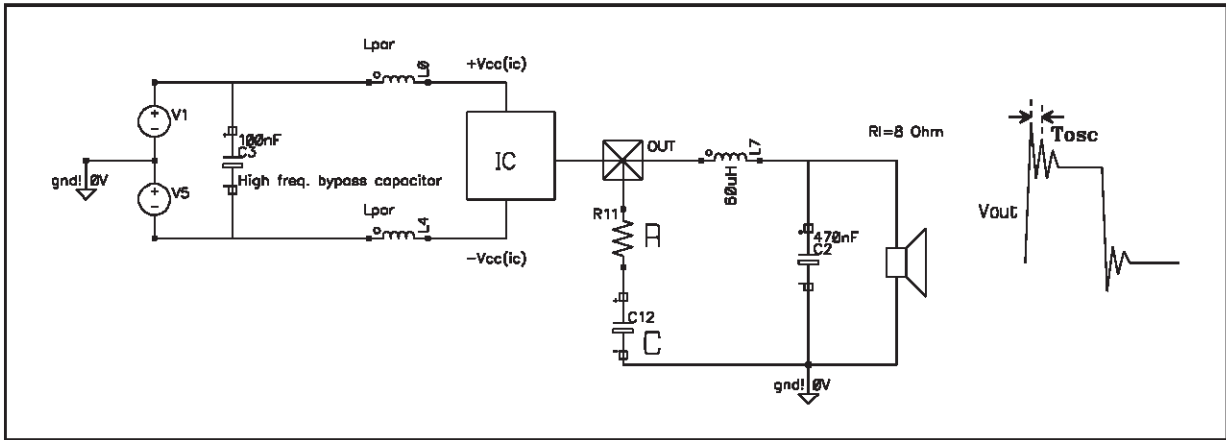 Lpar
L8
+Vcc(ic)
V1
100nF
C3
gnd! 0V
V5
High freq. bypass capacitor
Lpar
L4
-Vcc(ic)
IC
OUT
R11
R
C12
C
L7
60uH
470nF
C2
Rl=8 Ohm
gnd! 0V
Tosc
Vout